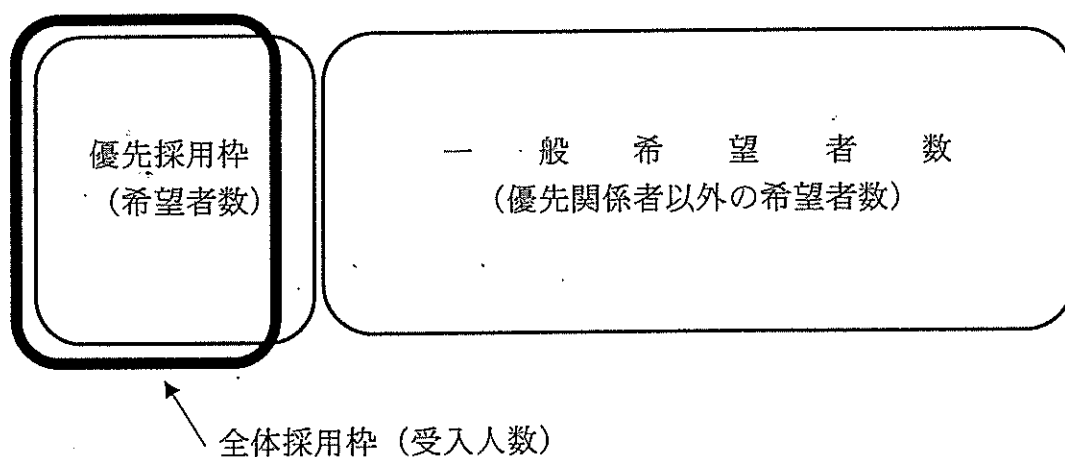 優先採用枠
(希望者数)
一般希望者数
(優先関係者以外の希望者数)
全体採用枠(受入人数)